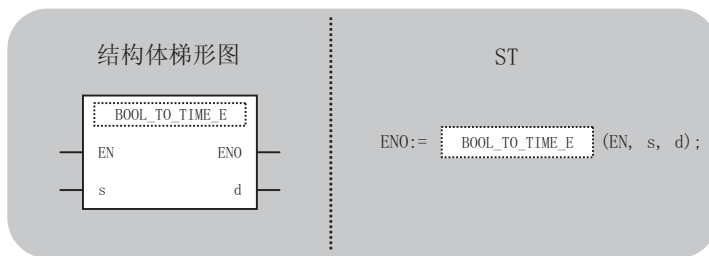 结构体梯形图
BOOL_TO_TIME_E
EN ENO
s d
ST
ENO:= BOOL_TO_TIME_E (EN, s, d);